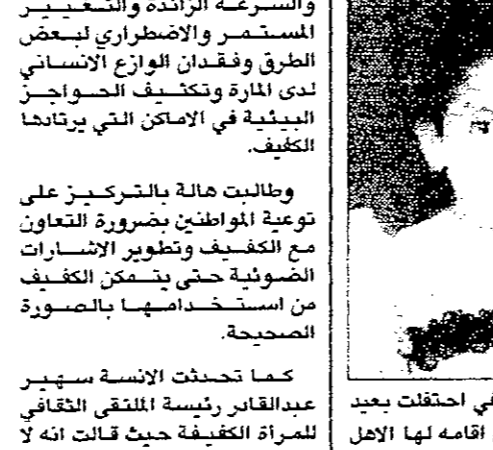 والسرعة الزائدة والتغيير
المستمر والاضطراري لبعض
الطرق وفقدان الوازع الانساني
لدى المارة وتكثيف الحواجز
البيئية في الاماكن التي يرتادها
الكفيف.
وطالبت هالة بالتركيز على
توعية المواطنين بضرورة التعاون
مع الكفيف وتطوير الاشارات
الضوئية حتى يتمكن الكفيف
من استخدامها بالصورة
الصحيحة.
كما تحدثت الانسة سهير
عبدالقادر رئيسة الملتقى الثقافي
للمرأة الكفيفة حيث قالت انه لا
في احتفلت بعيد
اقامه لها الاهل